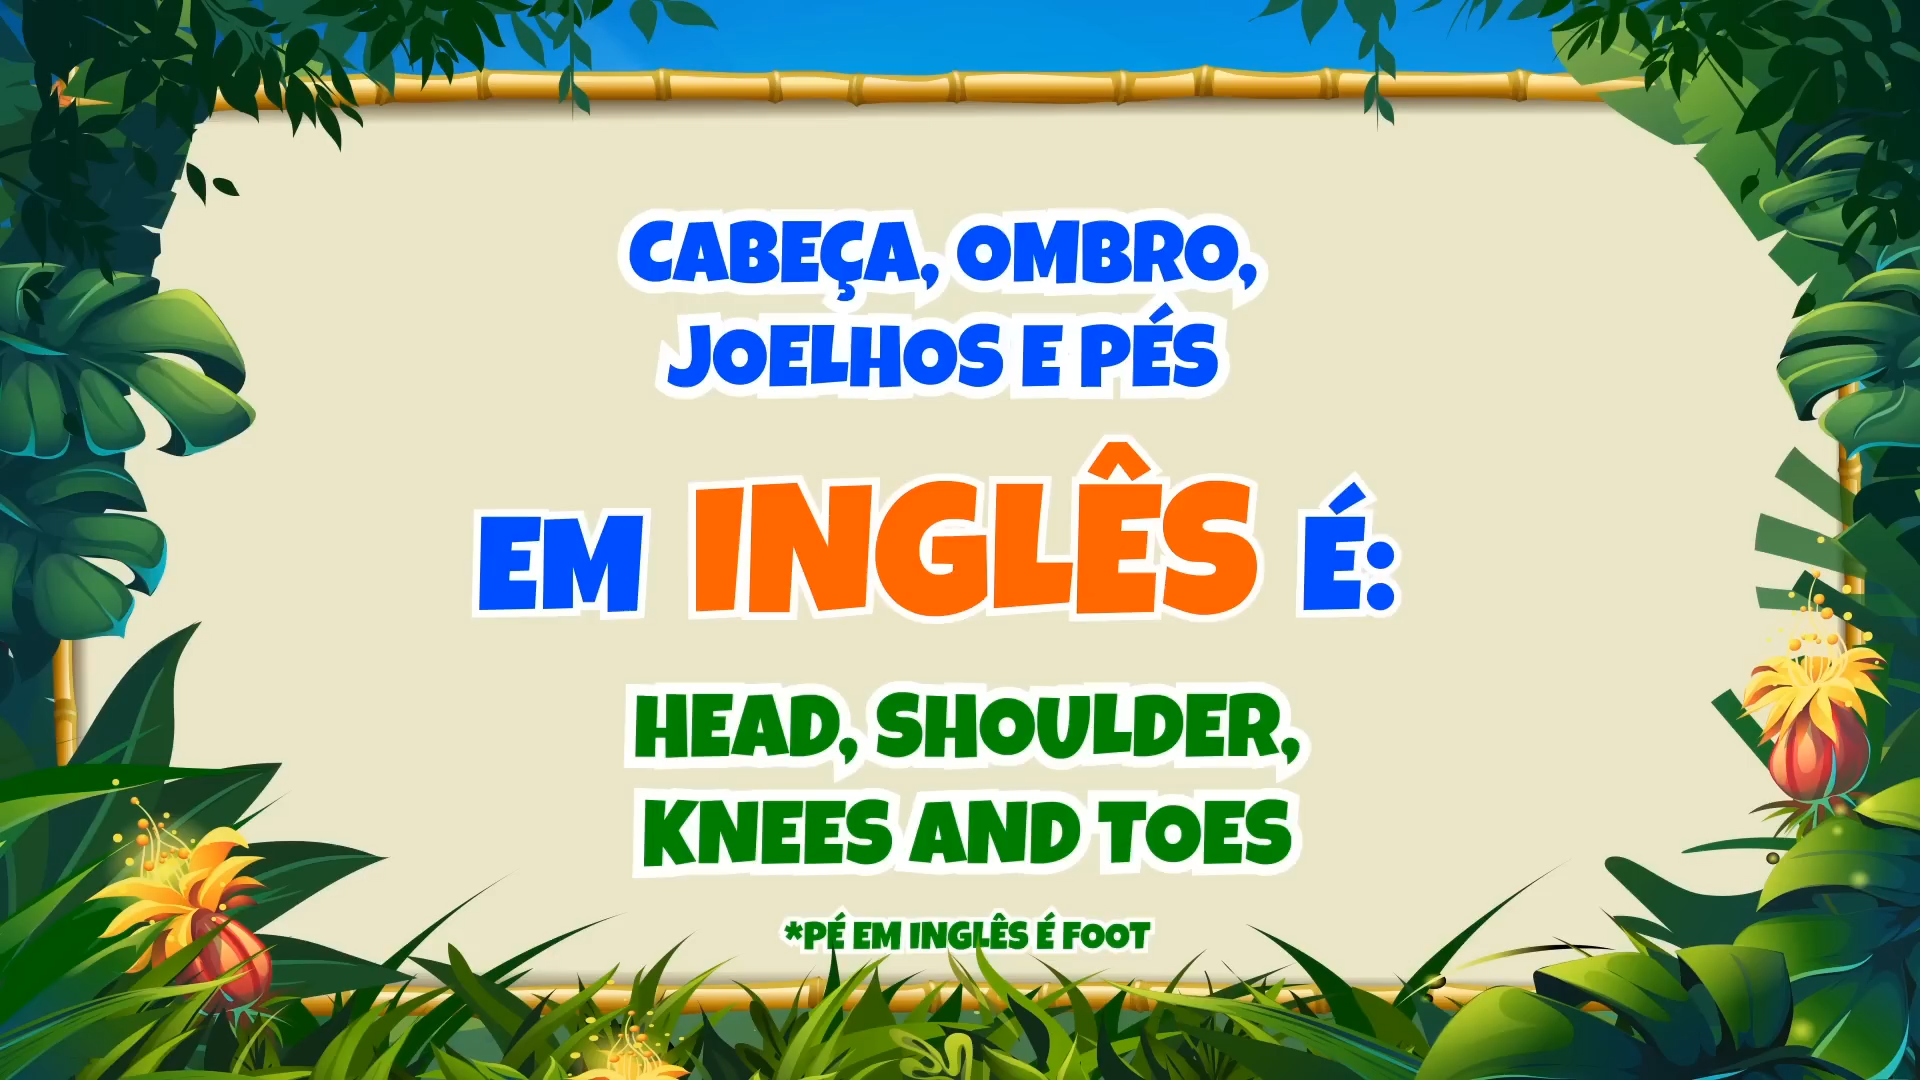 CABEÇA, OMBRO,
JOELHOS E PÉS
EM INGLÊS É:
HEAD, SHOULDER,
KNEES AND TOES
*PÉ EM INGLÊS É FOOT